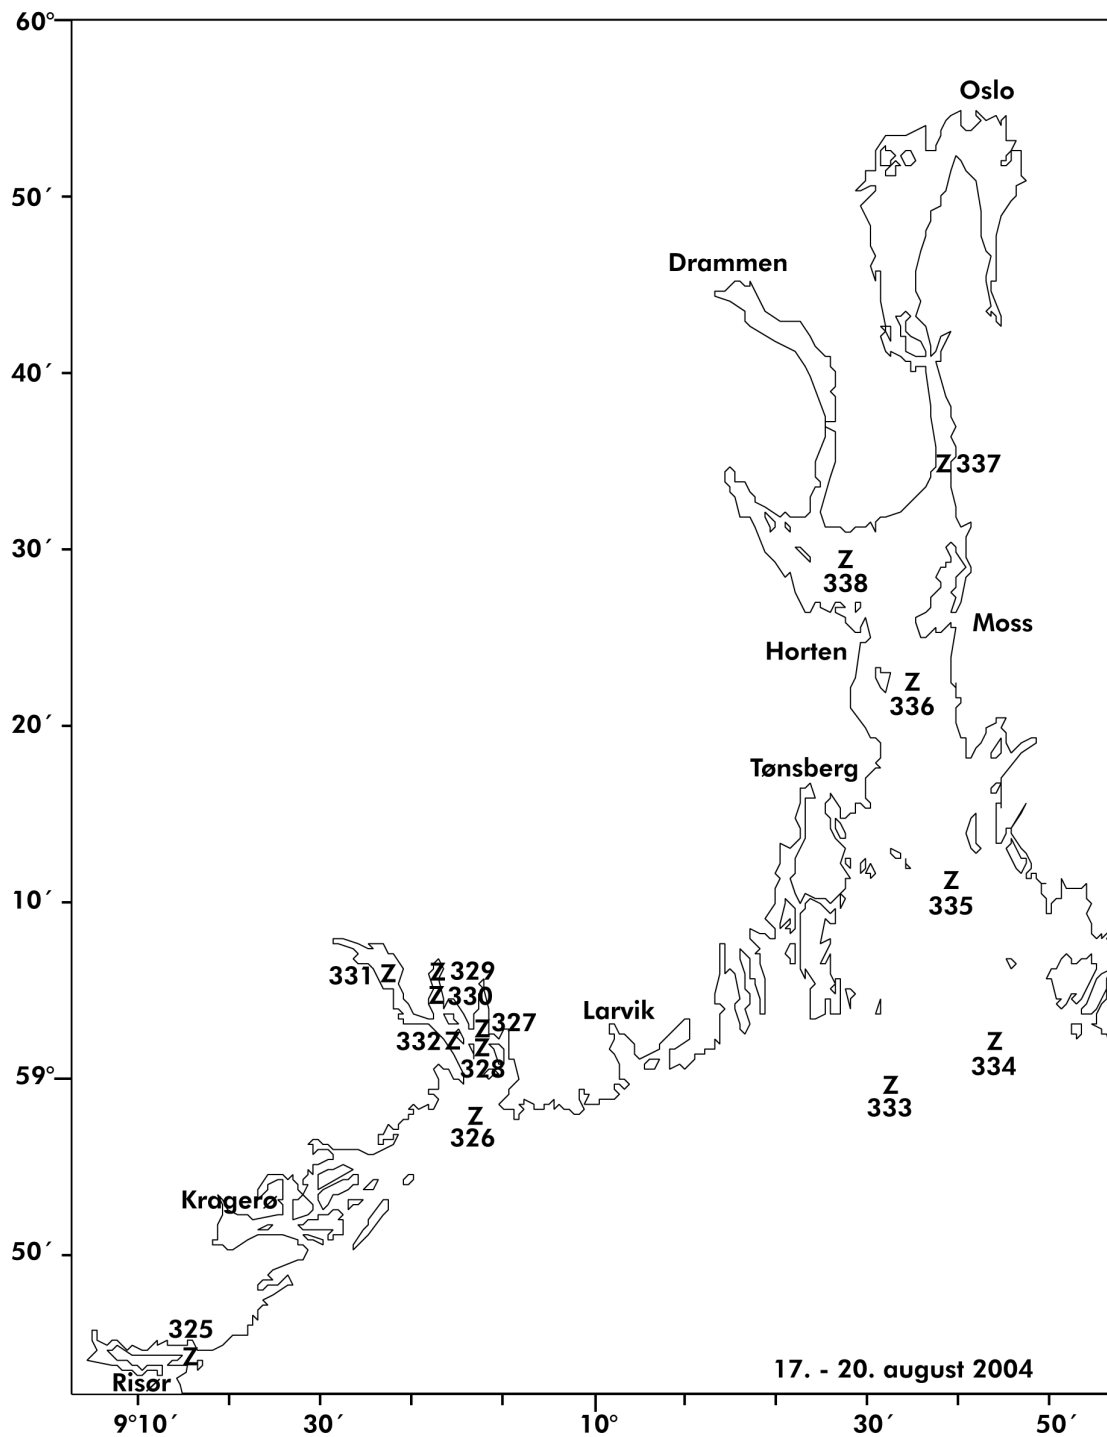 60°
Oslo
50´
Drammen
40´
Z 337
30´
Z
338
Moss
Horten
Z
336
20´
Tønsberg
Z
335
10´
331 Z
Z 329
Z 330
Larvik
Z 327
332 Z
Z
328
Z
334
59°
Z
333
Z
326
Kragerø
50´
325
Z
Risør
17. - 20. august 2004
9°10´ 30´ 10° 30´ 50´